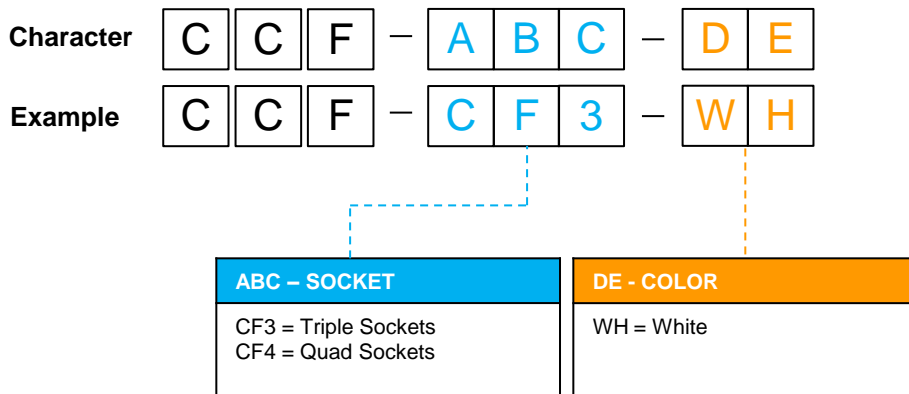 Character C C F – A B C – D E
Example C C F – C F 3 – W H
ABC – SOCKET
CF3 = Triple Sockets
CF4 = Quad Sockets
DE - COLOR
WH = White